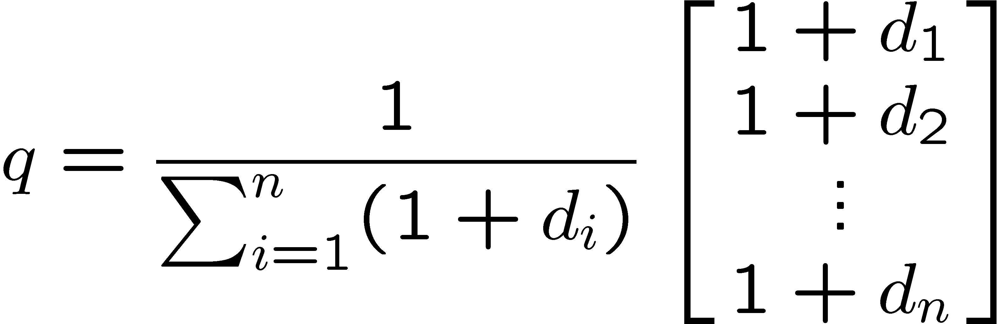 q = \frac{1}{\sum_{i=1}^{n}(1+d_i)} \begin{bmatrix} 1+d_1 \\ 1+d_2 \\ \vdots \\ 1+d_n \end{bmatrix}